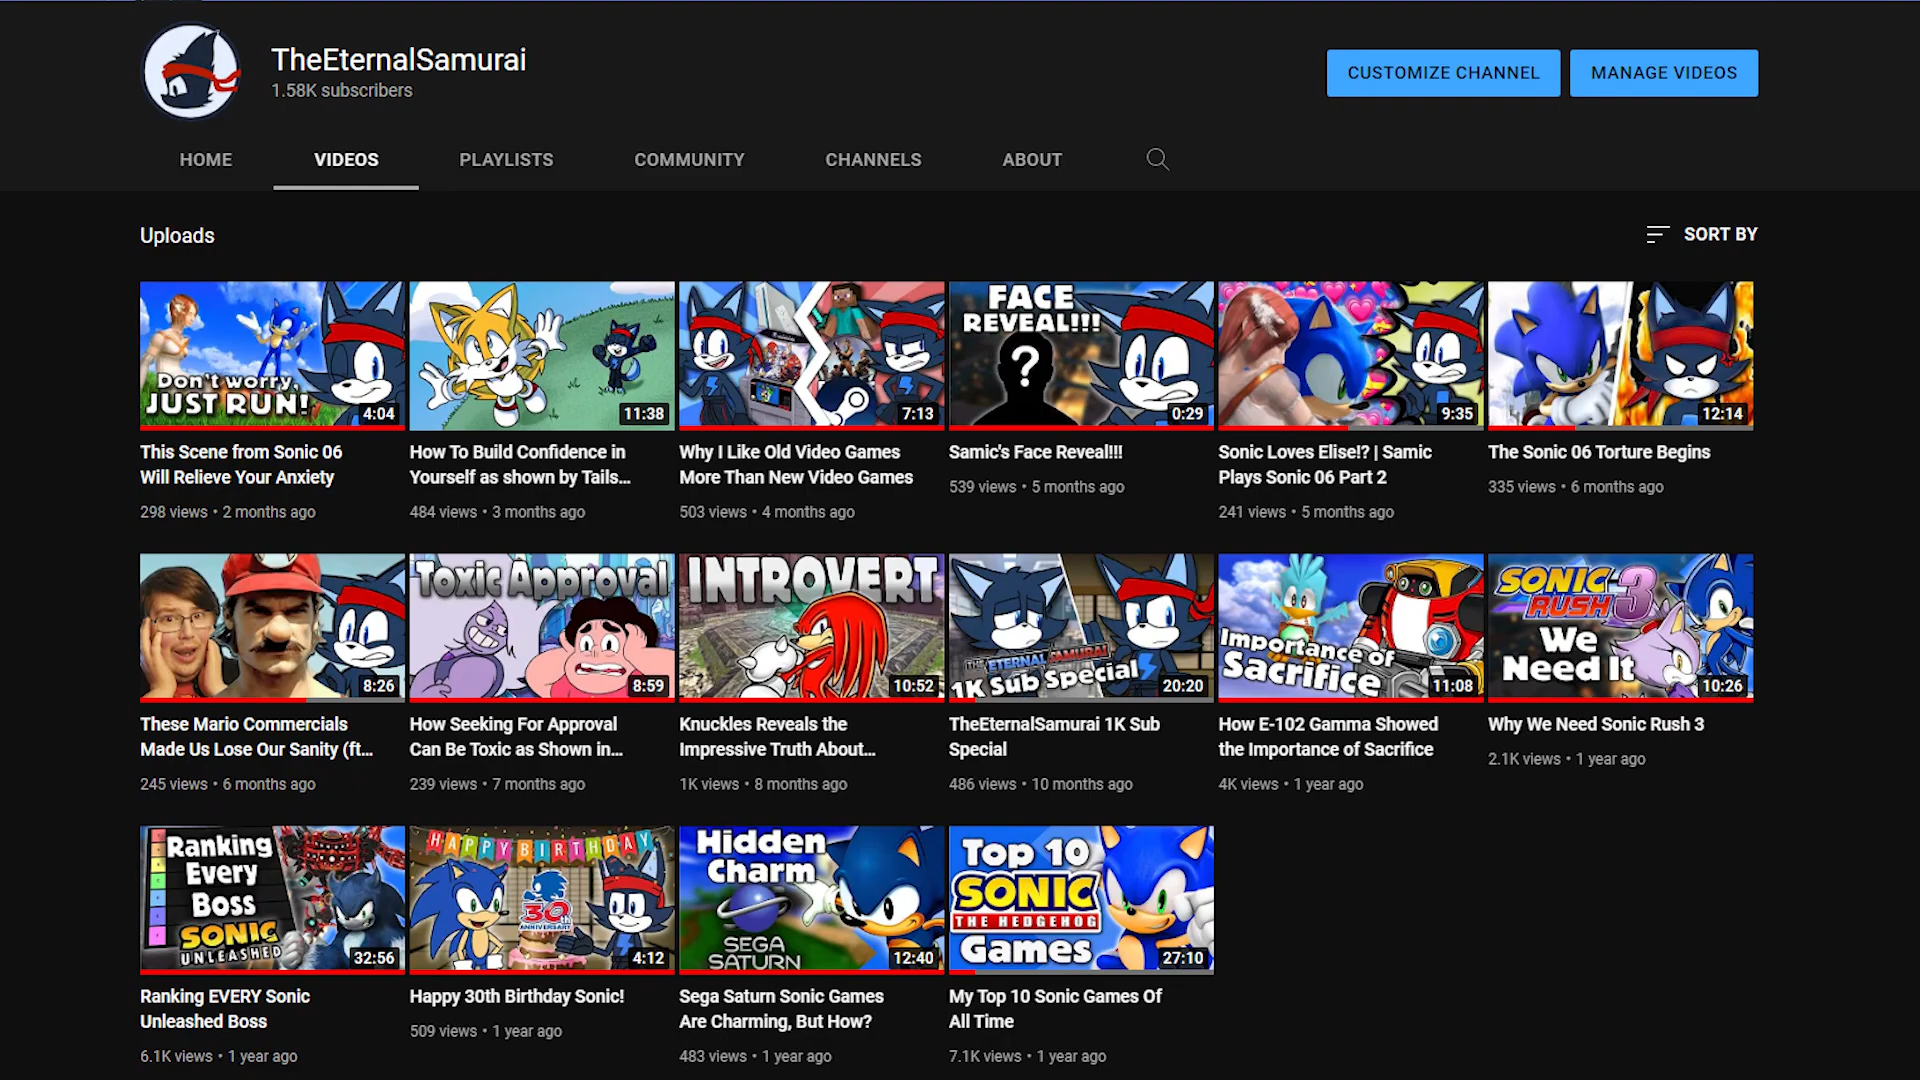 TheEternalSamurai
1.58K subscribers
CUSTOMIZE CHANNEL
MANAGE VIDEOS
HOME
VIDEOS
PLAYLISTS
COMMUNITY
CHANNELS
ABOUT
Uploads
SORT BY
Don't worry,
JUST RUN!
4:04
11:38
7:13
FACE
REVEAL!!!
?
0:29
9:35
12:14
This Scene from Sonic 06
Will Relieve Your Anxiety
298 views • 2 months ago
How To Build Confidence in
Yourself as shown by Tails...
484 views • 3 months ago
Why I Like Old Video Games
More Than New Video Games
503 views • 4 months ago
Samic's Face Reveal!!!
539 views • 5 months ago
Sonic Loves Elise!? | Samic
Plays Sonic 06 Part 2
241 views • 5 months ago
The Sonic 06 Torture Begins
335 views • 6 months ago
8:26
Toxic Approval
8:59
INTROVERT
10:52
THE ETERNAL SAMURAI
1K Sub Special
20:20
Importance of
Sacrifice
11:08
SONIC
RUSH 3
We
Need It
10:26
These Mario Commercials
Made Us Lose Our Sanity (ft...
245 views • 6 months ago
How Seeking For Approval
Can Be Toxic as Shown in...
239 views • 7 months ago
Knuckles Reveals the
Impressive Truth About...
1K views • 8 months ago
TheEternalSamurai 1K Sub
Special
486 views • 10 months ago
How E-102 Gamma Showed
the Importance of Sacrifice
4K views • 1 year ago
Why We Need Sonic Rush 3
2.1K views • 1 year ago
Ranking
Every
Boss
SONIC
UNLEASHED
32:56
HAPPY BIRTHDAY
30th
ANNIVERSARY
4:12
Hidden
Charm
SEGA
SATURN
12:40
Top 10
SONIC
THE HEDGEHOG
Games
27:10
Ranking EVERY Sonic
Unleashed Boss
6.1K views • 1 year ago
Happy 30th Birthday Sonic!
509 views • 1 year ago
Sega Saturn Sonic Games
Are Charming, But How?
483 views • 1 year ago
My Top 10 Sonic Games Of
All Time
7.1K views • 1 year ago